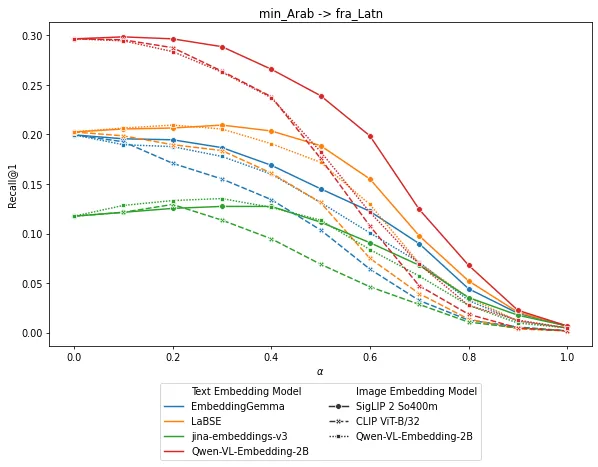 min_Arab -> fra_Latn
Recall@1
0.30
0.25
0.20
0.15
0.10
0.05
0.00
0.0 0.2 0.4 0.6 0.8 1.0
α
Text Embedding Model
EmbeddingGemma
LaBSE
jina-embeddings-v3
Qwen-VL-Embedding-2B
Image Embedding Model
SigLIP 2 So400m
CLIP ViT-B/32
Qwen-VL-Embedding-2B